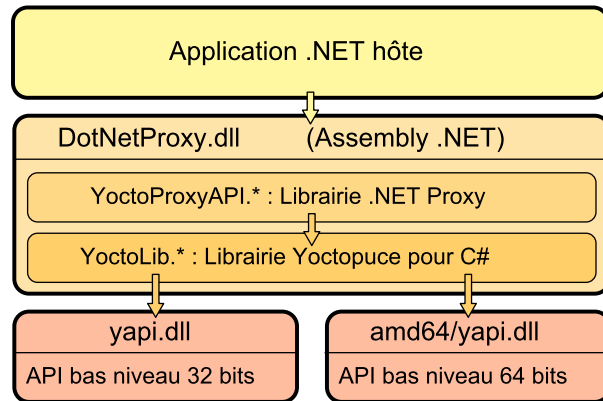 Application .NET hôte
DotNetProxy.dll (Assembly .NET)
YoctoProxyAPI.* : Librairie .NET Proxy
YoctoLib.* : Librairie Yoctopuce pour C#
yapi.dll
API bas niveau 32 bits
amd64/yapi.dll
API bas niveau 64 bits